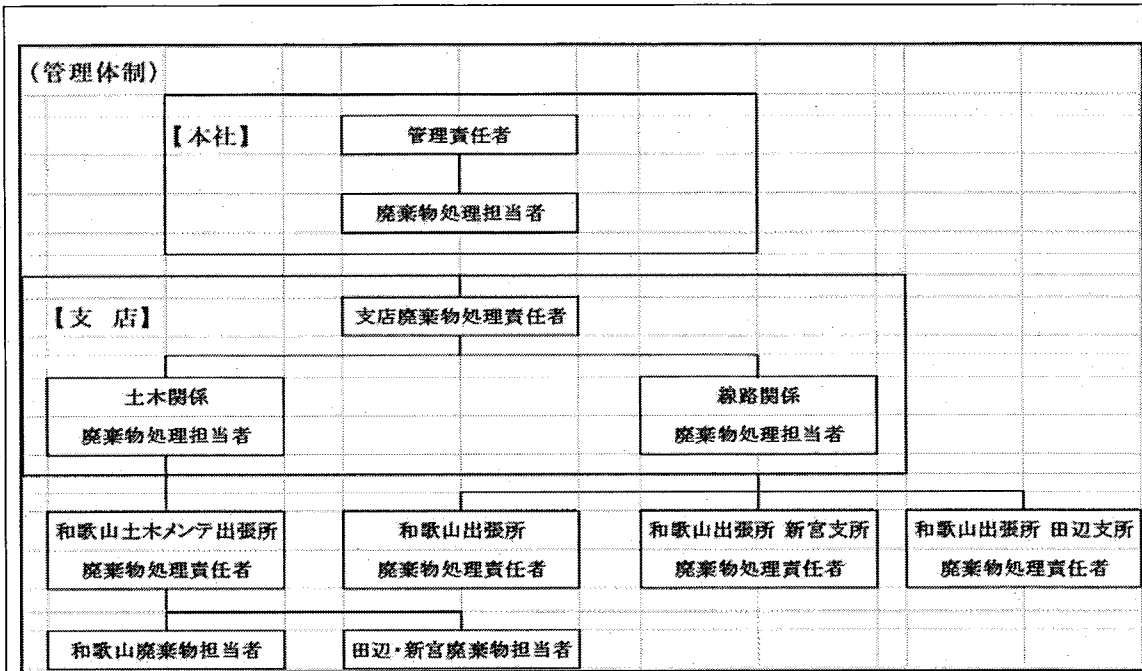 (管理体制)
【本社】
管理責任者
廃棄物処理担当者
【支 店】
支店廃棄物処理責任者
土木関係
廃棄物処理担当者
線路関係
廃棄物処理担当者
和歌山土木メンテ出張所
廃棄物処理責任者
和歌山出張所
廃棄物処理責任者
和歌山出張所 新宮支所
廃棄物処理責任者
和歌山出張所 田辺支所
廃棄物処理責任者
和歌山廃棄物担当者
田辺・新宮廃棄物担当者